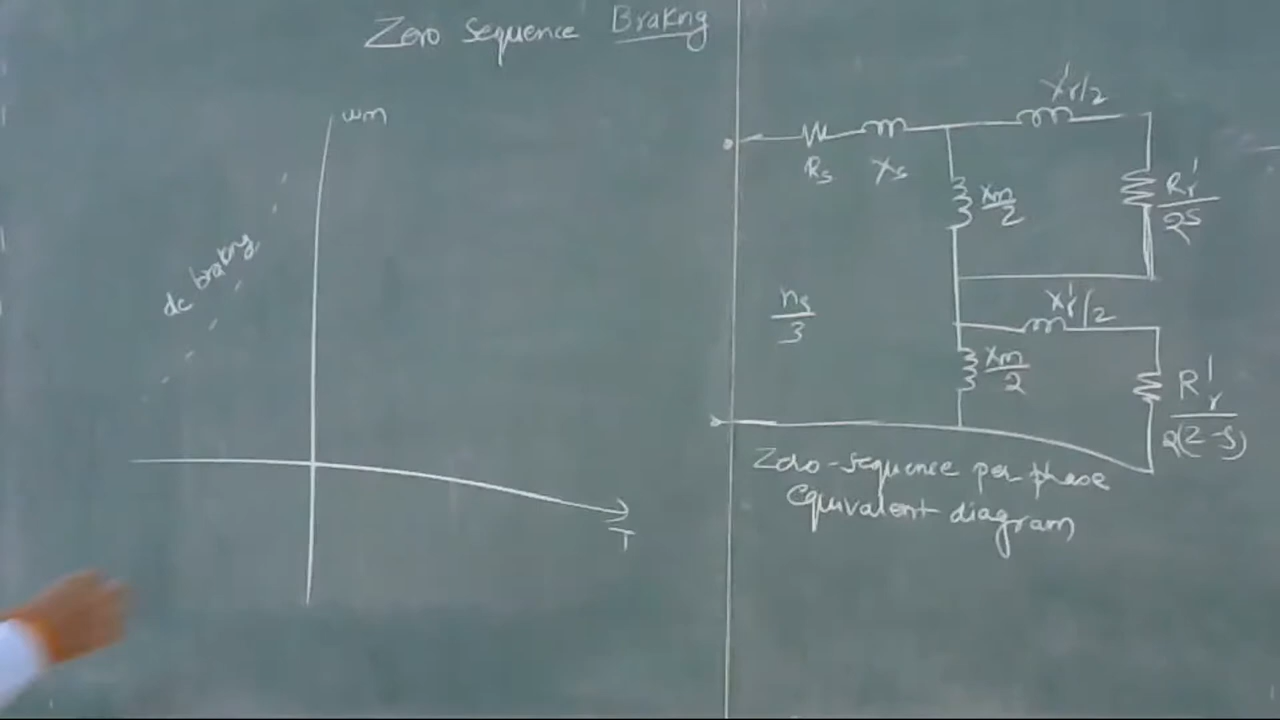 Zero Sequence Braking
ωm
dc braking
T
Rs
Xs
X'r/2
Xm/2
R'r/2s
ns/3
X'r/2
Xm/2
R'r/2(2-s)
Zero-sequence per phase
equivalent diagram